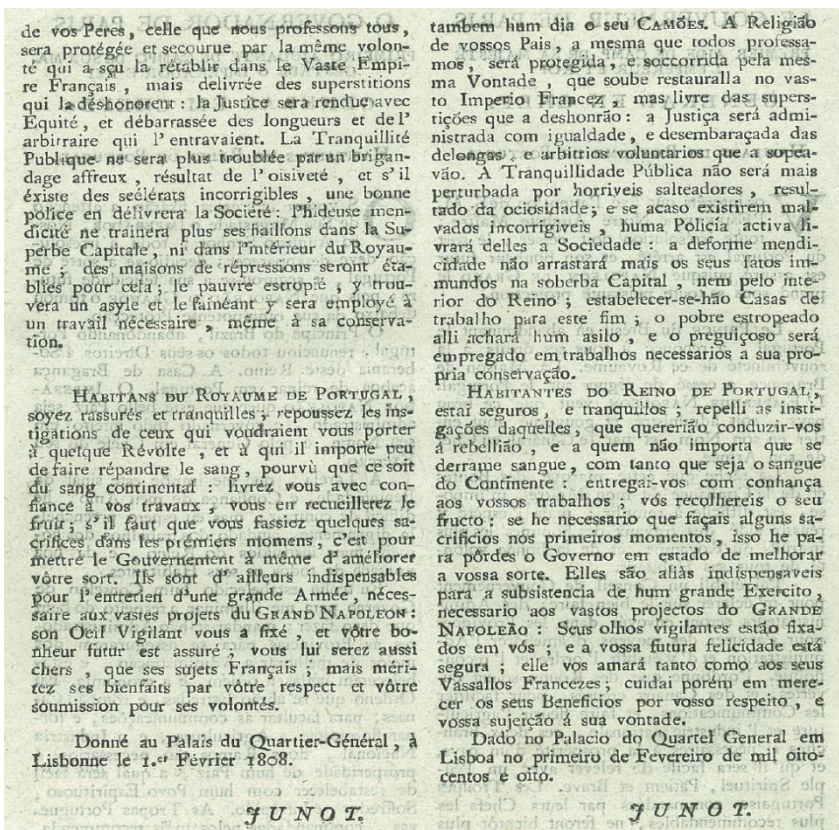 de vos Peres, celle que nous professons tous,
sera protégée et secourue par la même volon-
té qui a sçu la rétablir dans le Vaste Empi-
re Français, mais delivrée des superstitions
qui la déshonorent: la Justice sera rendue avec
Equité, et débarrassée des longueurs et de l'
arbitraire qui l'entravaient. La Tranquillité
Publique ne sera plus troublée par un brigan-
dage affreux, résultat de l'oisiveté, et s'il
éxiste des scélérats incorrigibles, une bonne
police en délivrera la Société: l'hideuse men-
dicité ne trainera plus ses haillons dans la Su-
perbe Capitale, ni dans l'intérieur du Royau-
me; des maisons de répressions seront éta-
blies pour cela; le pauvre estropié, y trou-
vera un asyle et le fainéant y sera employé à
un travail nécessaire, même à sa conserva-
tion.
HABITANS DU ROYAUME DE PORTUGAL,
soyez rassurés et tranquilles; repoussez les ins-
tigations de ceux qui voudraient vous porter
à quelque Révolte, et à qui il importe peu
de faire répandre le sang, pourvù que ce soit
du sang continental: livrez vous avec con-
fiance à vos travaux, vous en recueillerez le
fruit; s'il faut que vous fassiez quelques sa-
crifices dans les prémiers momens, c'est pour
mettre le Gouvernement à même d'améliorer
vôtre sort. Ils sont d'ailleurs indispensables
pour l'entretien d'une grande Armée, néces-
saire aux vastes projets du GRAND NAPOLEON:
son Oeil Vigilant vous a fixé, et vôtre bo-
nheur futur est assuré; vous lui serez aussi
chers, que ses sujets Français; mais méri-
tez ses bienfaits par vôtre respect et vôtre
soumission pour ses volontés.
Donné au Palais du Quartier-Général, à
Lisbonne le 1.er Février 1808.
JUNOT.
tambem hum dia o seu CAMÕES. A Religião
de vossos Pais, a mesma que todos professa-
mos, será protegida, e soccorrida pela mes-
ma Vontade, que soube restauralla no vas-
to Imperio Francez, mas livre das supers-
tições que a deshonrão: a Justiça será admi-
nistrada com igualdade, e desembaraçada das
delongas, e arbitrios voluntarios que a sopea-
vão. A Tranquillidade Pública não será mais
perturbada por horriveis salteadores, resul-
tado da ociosidade; e se acaso existirem mal-
vados incorrigiveis, huma Policia activa li-
vrará delles a Sociedade: a deforme mendi-
cidade não arrastará mais os seus fatos im-
mundos na soberba Capital, nem pelo inte-
rior do Reino; estabelecer-se-hão Casas de
trabalho para este fim; o pobre estropeado
alli achará hum asilo, e o preguiçoso será
empregado em trabalhos necessarios a sua pro-
pria conservação.
HABITANTES DO REINO DE PORTUGAL,
estai seguros, e tranquillos; repelli as insti-
gações daquelles, que quererião conduzir-vos
á rebellião, e a quem não importa que se
derrame sangue, com tanto que seja o sangue
do Continente: entregai-vos com confiança
aos vossos trabalhos; vós recolhereis o seu
fructo: se he necessario que façais alguns sa-
crificios nos primeiros momentos, isso he pa-
ra pôrdes o Governo em estado de melhorar
a vossa sorte. Elles são aliàs indispensaveis
para a subsistencia de hum grande Exercito,
necessario aos vastos projectos do GRANDE
NAPOLEÃO: Seus olhos vigilantes estão fixa-
dos em vós; e a vossa futura felicidade está
segura; elle vos amará tanto como aos seus
Vassallos Francezes; cuidai porém em mere-
cer os seus Beneficios por vosso respeito, e
vossa sujeição á sua vontade.
Dado no Palacio do Quartel General em
Lisboa no primeiro de Fevereiro de mil oito-
centos e oito.
JUNOT.